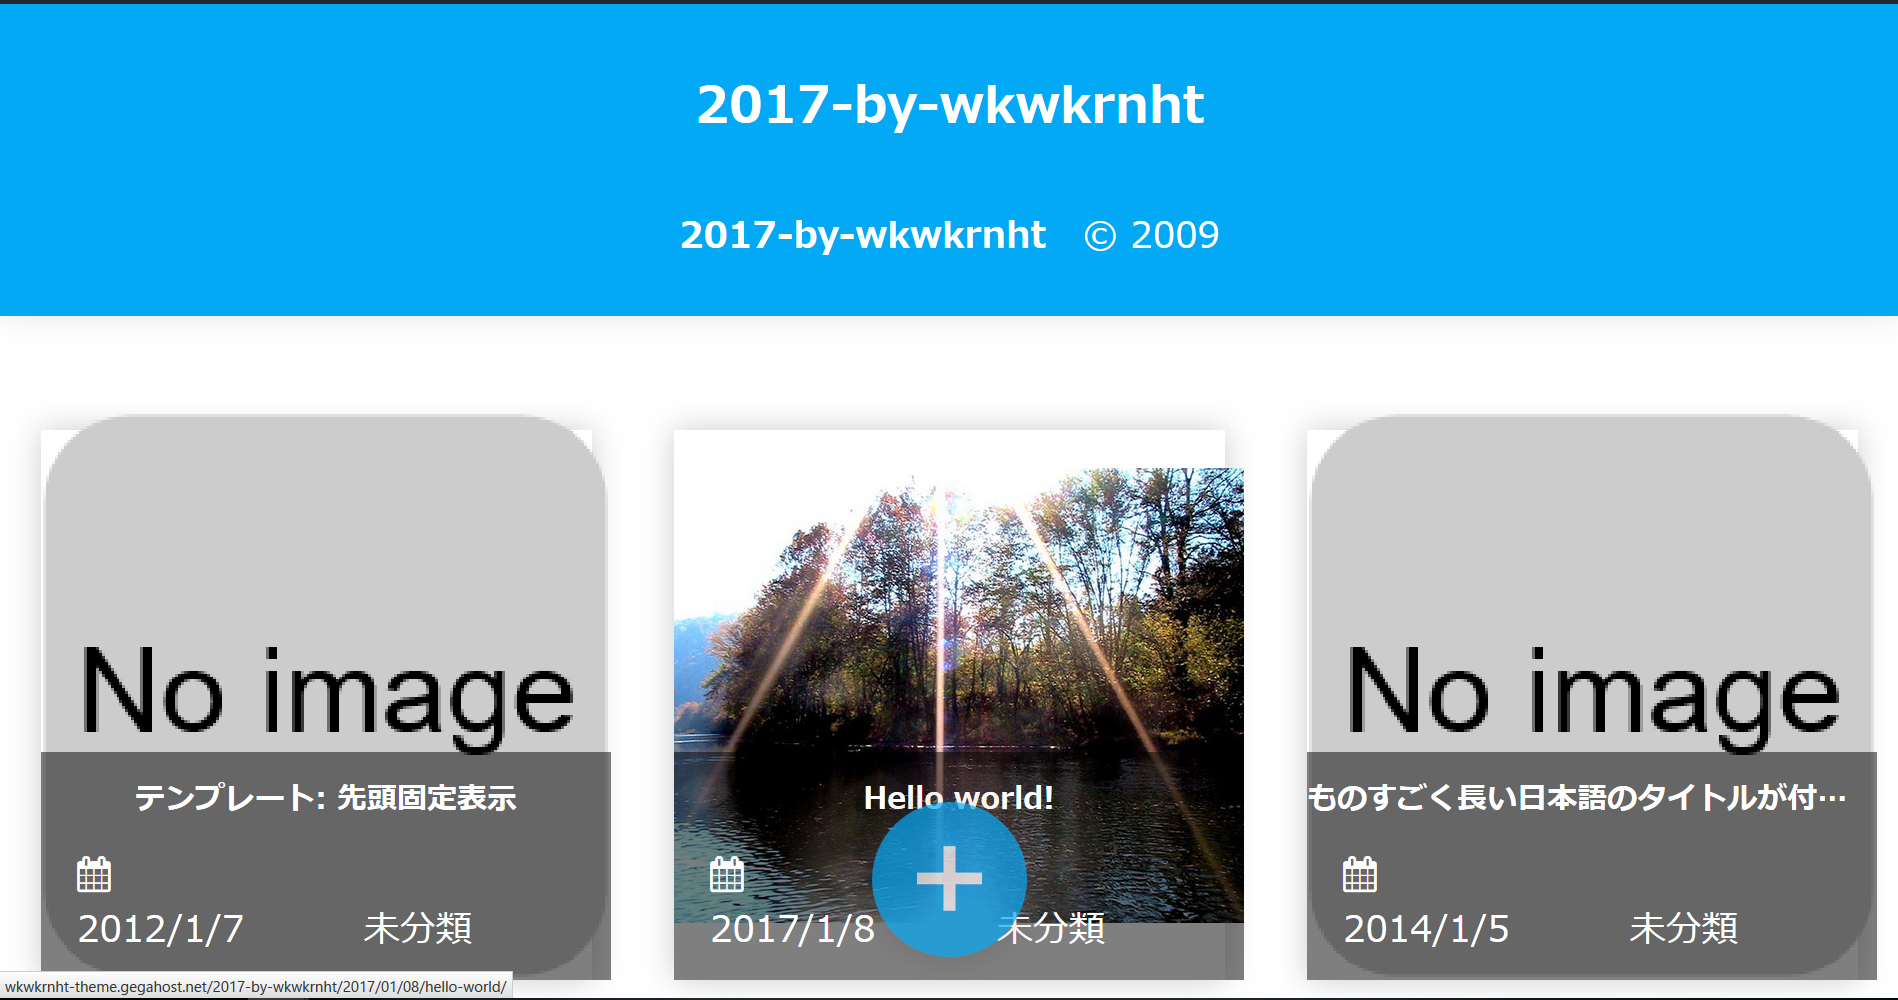 2017-by-wkwkrnht
2017-by-wkwkrnht © 2009
No image
テンプレート: 先頭固定表示
2012/1/7 未分類
Hello world!
2017/1/8 未分類
No image
ものすごく長い日本語のタイトルが付…
2014/1/5 未分類
wkwkrnht-theme.gegahost.net/2017-by-wkwkrnht/2017/01/08/hello-world/